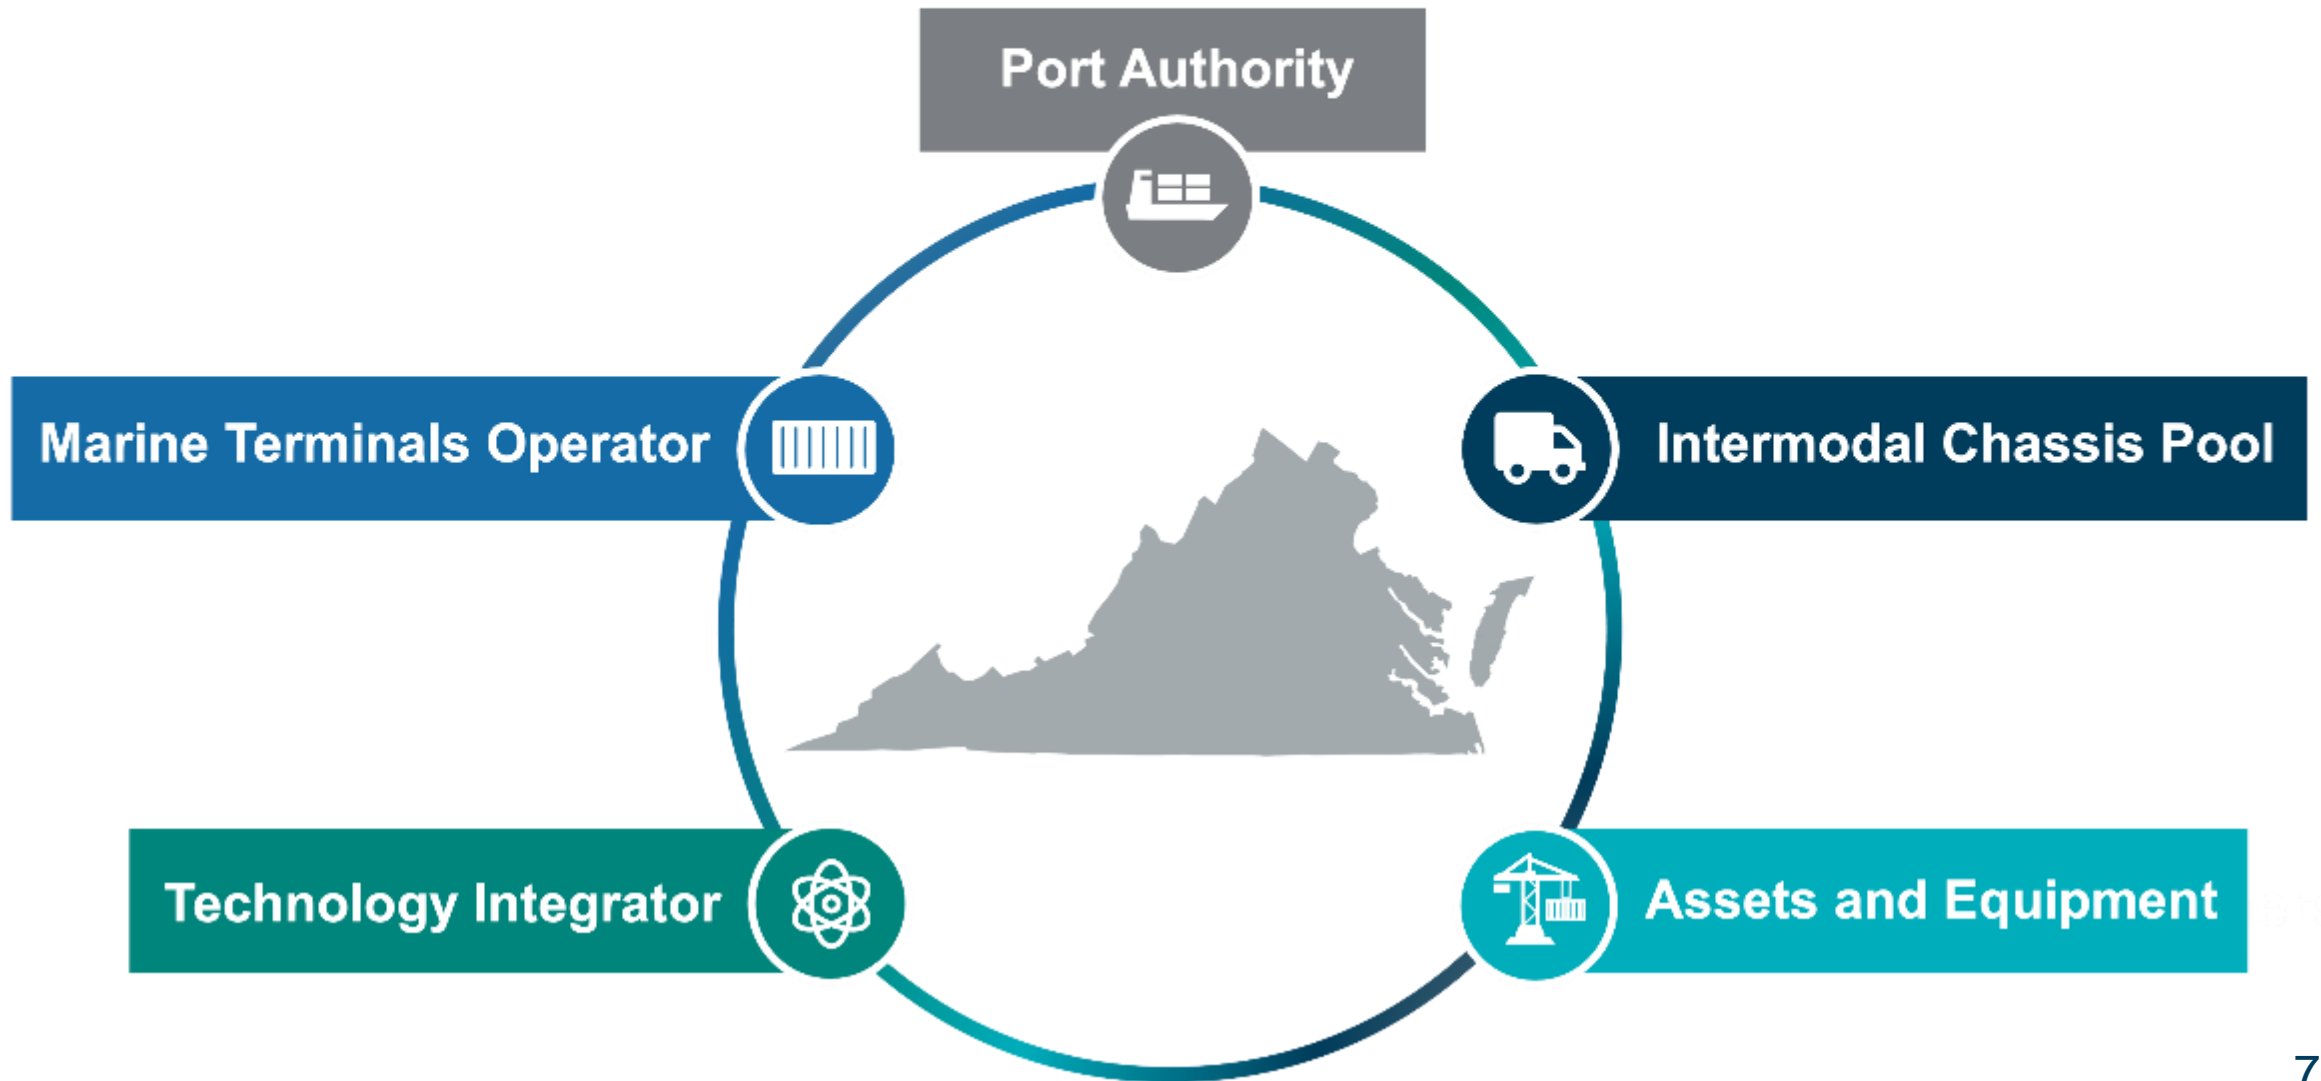 Port Authority
Marine Terminals Operator
Intermodal Chassis Pool
Technology Integrator
Assets and Equipment
7